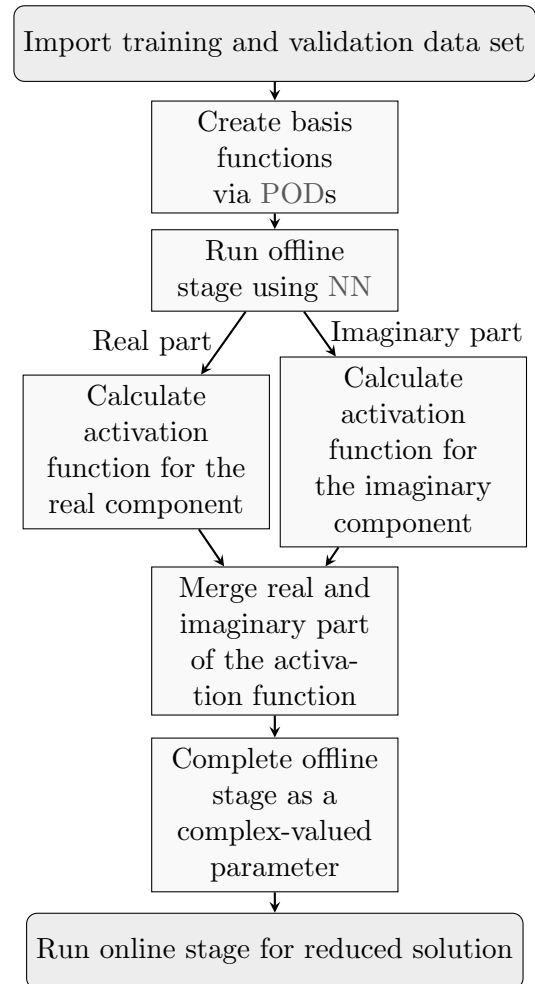 Import training and validation data set
Create basis
functions
via PODs
Run offline
stage using NN
Real part
Imaginary part
Calculate
activation
function for the
real component
Calculate
activation
function for
the imaginary
component
Merge real and
imaginary part
of the activa-
tion function
Complete offline
stage as a
complex-valued
parameter
Run online stage for reduced solution